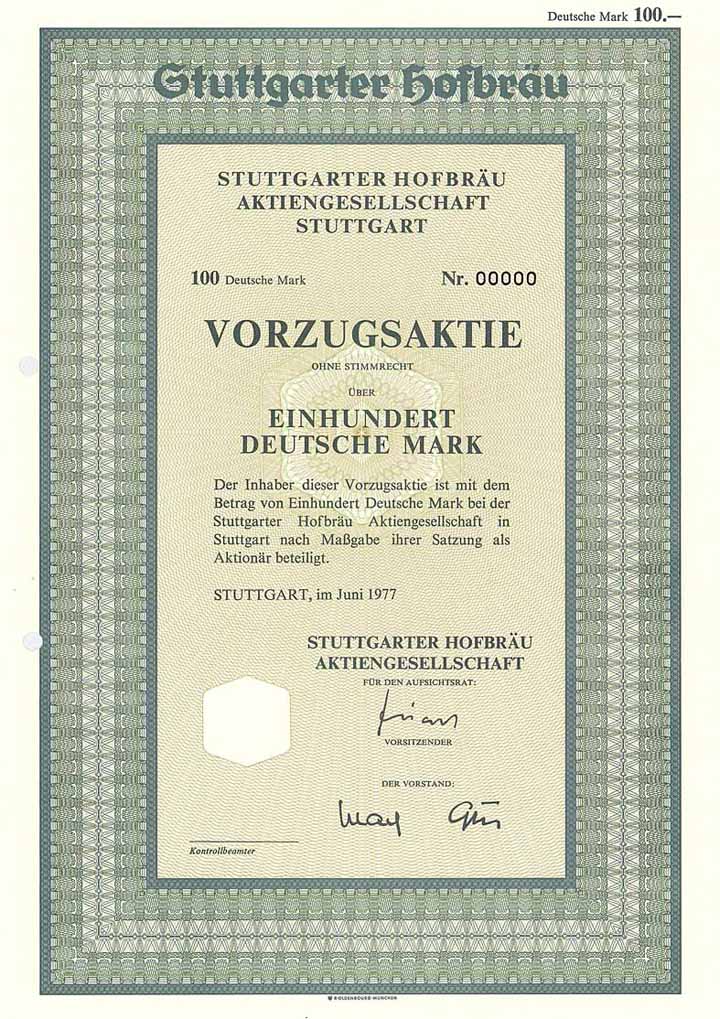 Deutsche Mark 100.—
Stuttgarter Hofbräu
STUTTGARTER HOFBRÄU
AKTIENGESELLSCHAFT
STUTTGART
100 Deutsche Mark Nr. 00000
VORZUGSAKTIE
OHNE STIMMRECHT
ÜBER
EINHUNDERT
DEUTSCHE MARK
Der Inhaber dieser Vorzugsaktie ist mit dem
Betrag von Einhundert Deutsche Mark bei der
Stuttgarter Hofbräu Aktiengesellschaft in
Stuttgart nach Maßgabe ihrer Satzung als
Aktionär beteiligt.
STUTTGART, im Juni 1977
STUTTGARTER HOFBRÄU
AKTIENGESELLSCHAFT
FÜR DEN AUFSICHTSRAT:
VORSITZENDER
DER VORSTAND:
Kontrollbeamter
R. OLDENBOURG MÜNCHEN